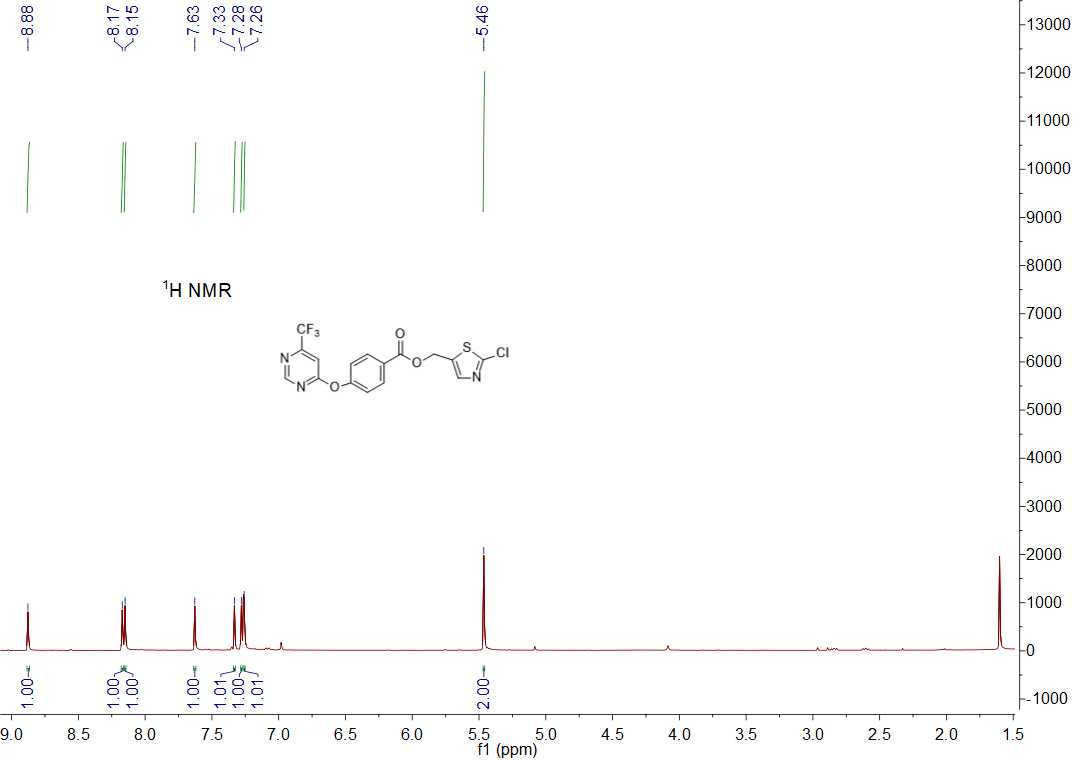 8.88
8.17
8.15
7.63
7.33
7.28
7.26
5.46
13000
12000
11000
10000
9000
8000
7000
6000
5000
4000
3000
2000
1000
0
-1000
¹H NMR
CF₃
N
N
O
O
O
S
N
Cl
1.00
1.00
1.00
1.00
1.01
1.00
1.01
2.00
9.0 8.5 8.0 7.5 7.0 6.5 6.0 5.5 5.0 4.5 4.0 3.5 3.0 2.5 2.0 1.5
f1 (ppm)